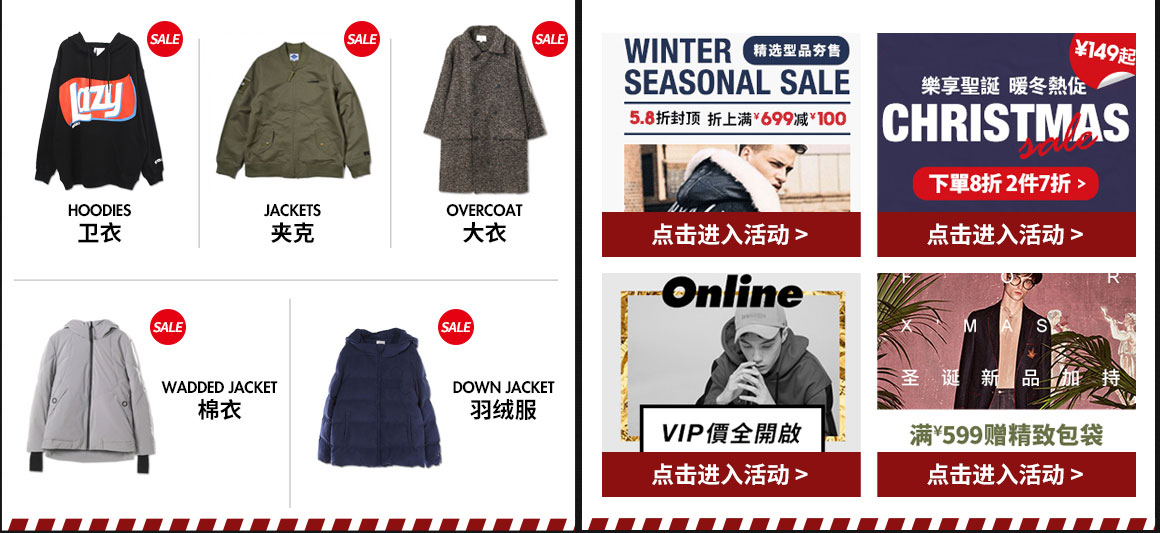 SALE
SALE
SALE
Lazy
HOODIES
卫衣
JACKETS
夹克
OVERCOAT
大衣
SALE
WADDED JACKET
棉衣
SALE
DOWN JACKET
羽绒服
WINTER 精选型品夯售
SEASONAL SALE
5.8折封顶 折上满¥699减¥100
点击进入活动 >
¥149起
樂享聖誕 暖冬熱促
CHRISTMAS
sale
下單8折 2件7折 >
点击进入活动 >
Online
VIP價全開啟
点击进入活动 >
F O R
X ' M A S
圣诞新品加持
满¥599赠精致包袋
点击进入活动 >